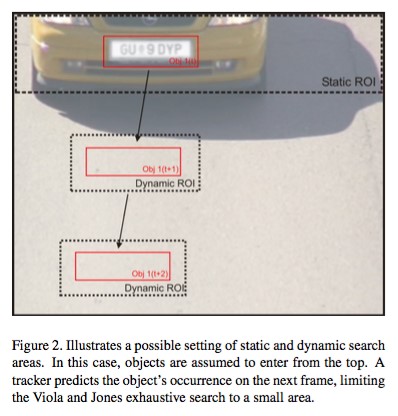 GU♦9 DYP
Obj 1(t)
Static ROI
Obj 1(t+1)
Dynamic ROI
Obj 1(t+2)
Dynamic ROI
Figure 2. Illustrates a possible setting of static and dynamic search
areas. In this case, objects are assumed to enter from the top. A
tracker predicts the object's occurrence on the next frame, limiting
the Viola and Jones exhaustive search to a small area.